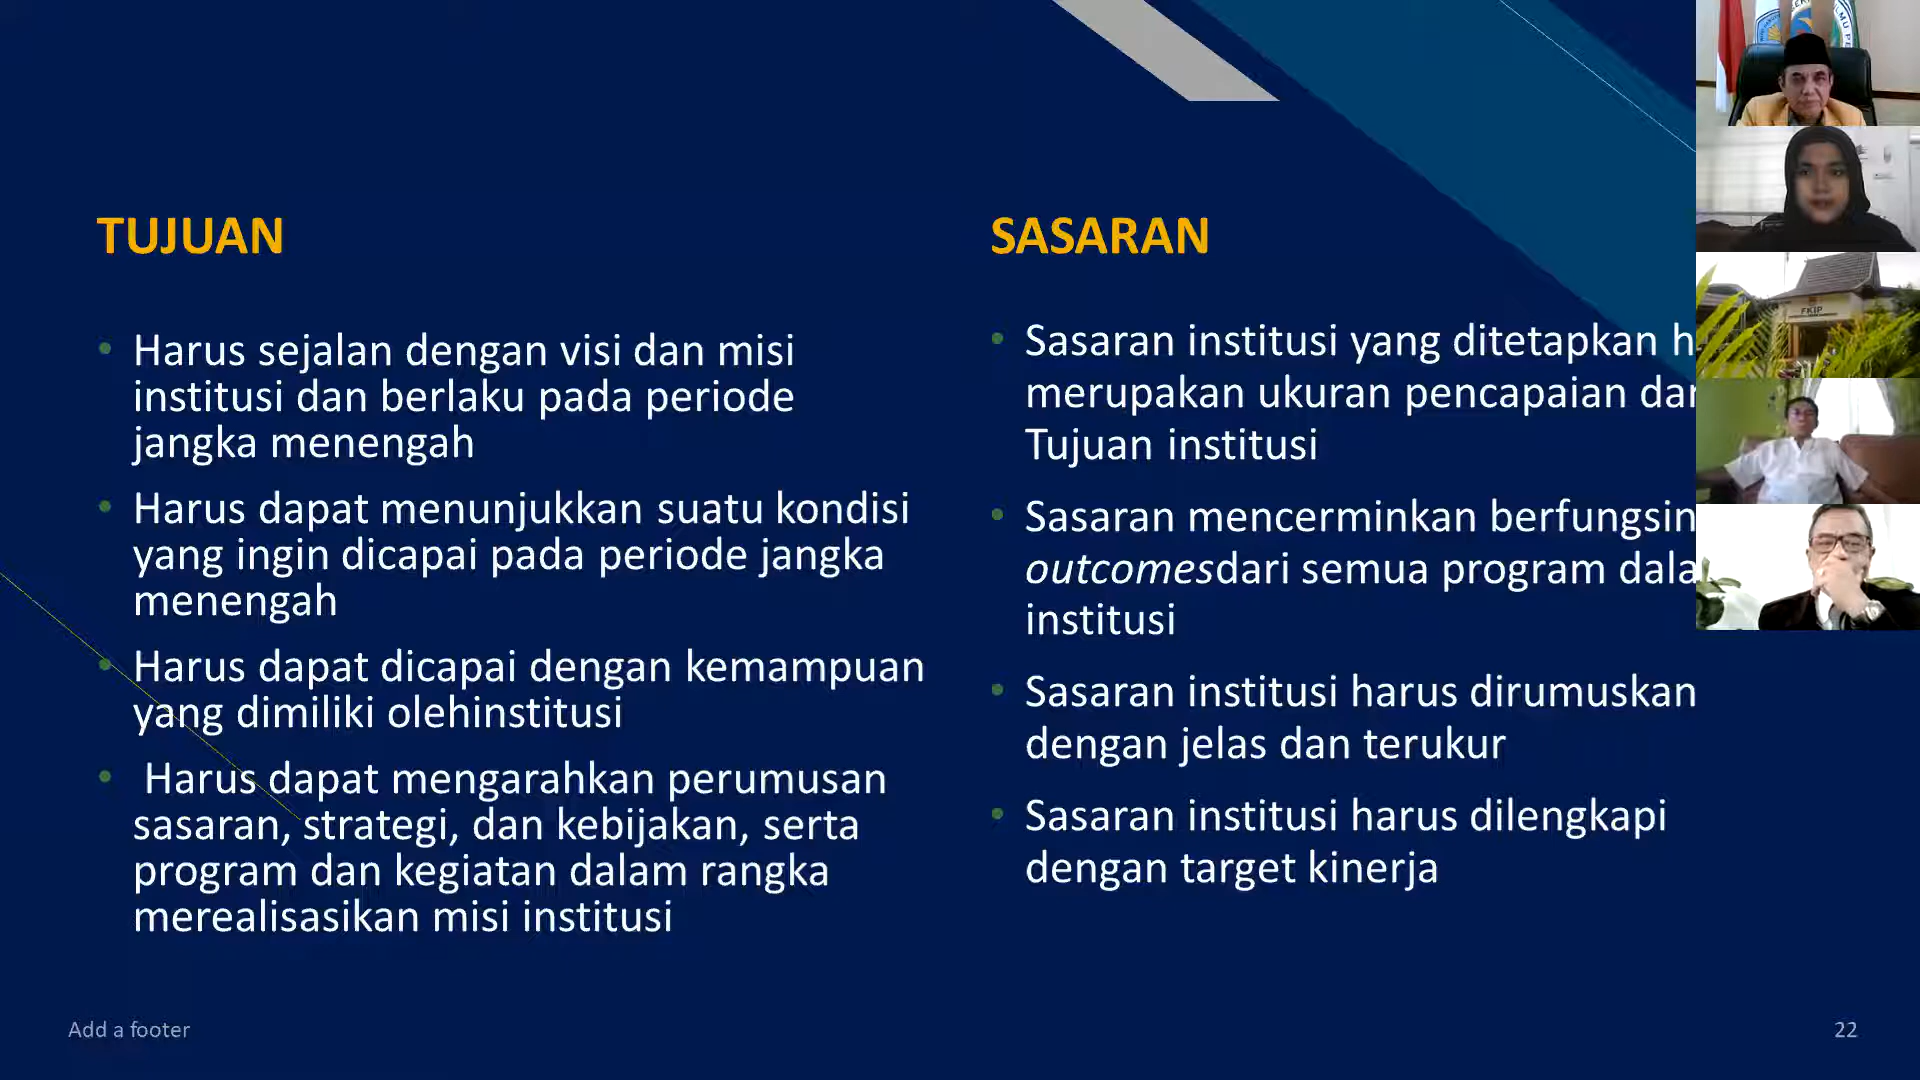 TUJUAN
• Harus sejalan dengan visi dan misi
institusi dan berlaku pada periode
jangka menengah
• Harus dapat menunjukkan suatu kondisi
yang ingin dicapai pada periode jangka
menengah
• Harus dapat dicapai dengan kemampuan
yang dimiliki olehinstitusi
• Harus dapat mengarahkan perumusan
sasaran, strategi, dan kebijakan, serta
program dan kegiatan dalam rangka
merealisasikan misi institusi
SASARAN
• Sasaran institusi yang ditetapkan h
merupakan ukuran pencapaian dar
Tujuan institusi
• Sasaran mencerminkan berfungsin
outcomesdari semua program dala
institusi
• Sasaran institusi harus dirumuskan
dengan jelas dan terukur
• Sasaran institusi harus dilengkapi
dengan target kinerja
Add a footer
22
FKIP